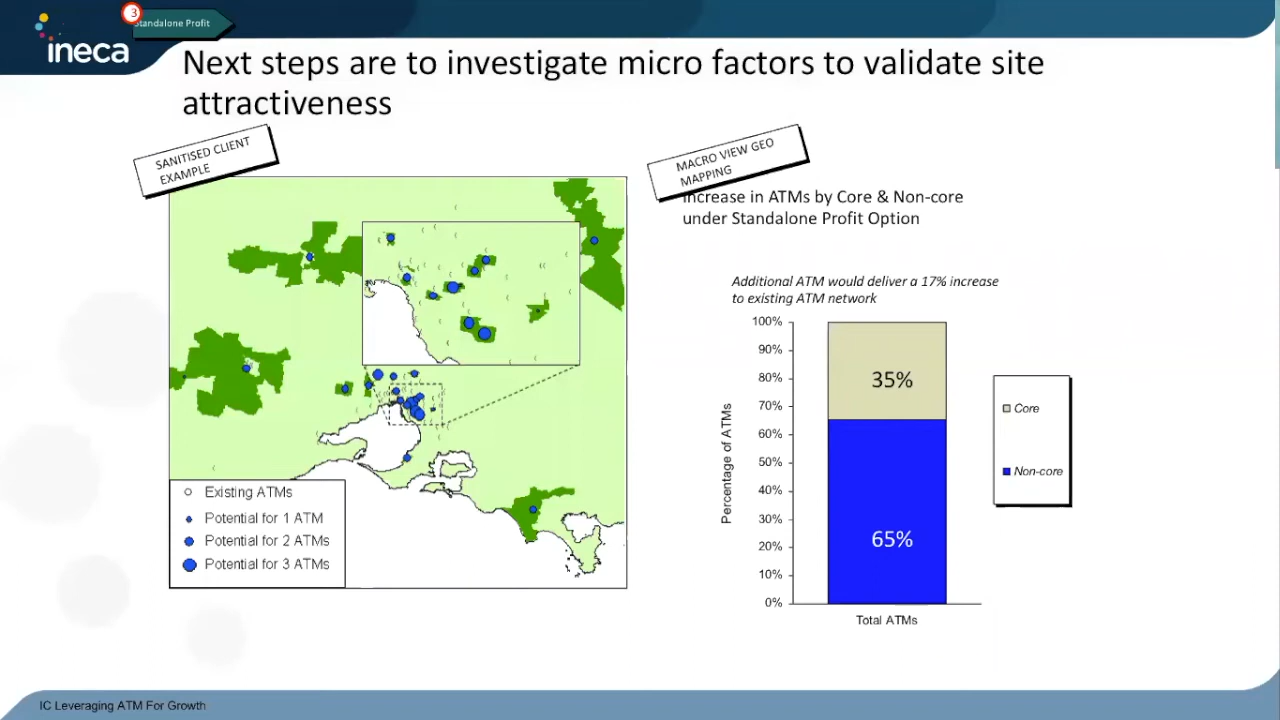 3
Standalone Profit
ineca
Next steps are to investigate micro factors to validate site
attractiveness
SANITISED CLIENT
EXAMPLE
Existing ATMs
Potential for 1 ATM
Potential for 2 ATMs
Potential for 3 ATMs
MACRO VIEW GEO
MAPPING
Increase in ATMs by Core & Non-core
under Standalone Profit Option
Additional ATM would deliver a 17% increase
to existing ATM network
Percentage of ATMs
100%
90%
80%
70%
60%
50%
40%
30%
20%
10%
0%
35%
65%
Total ATMs
Core
Non-core
IC Leveraging ATM For Growth